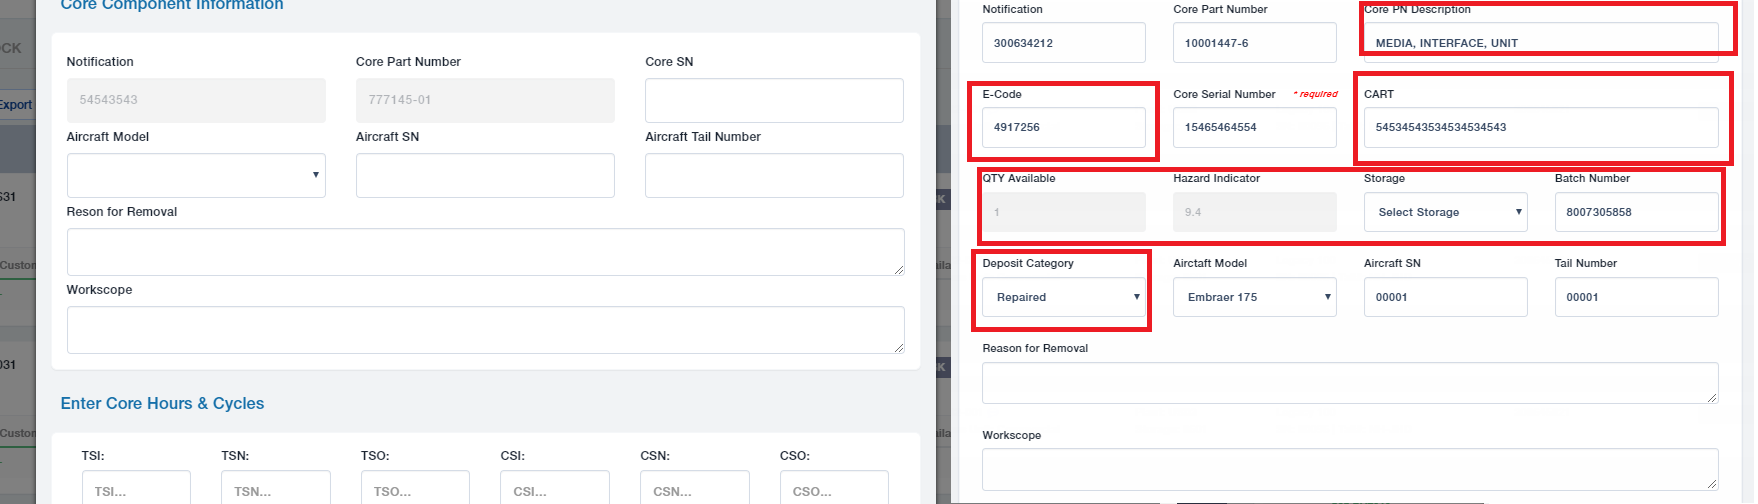 Core Component Information
OCK
Notification
Core Part Number
Core SN
54543543
777145-01
Export
Aircraft Model
Aircraft SN
Aircraft Tail Number
S31
Reson for Removal
Custom
Workscope
031
Enter Core Hours & Cycles
Custom
TSI:
TSN:
TSO:
CSI:
CSN:
CSO:
TSI...
TSN...
TSO...
CSI...
CSN...
CSO...
Notification
Core Part Number
Core PN Description
300634212
10001447-6
MEDIA, INTERFACE, UNIT
E-Code
Core Serial Number * required
CART
4917256
15465464554
54534543534534534543
QTY Available
Hazard Indicator
Storage
Batch Number
1
9.4
Select Storage
8007305858
K
Deposit Category
Airctaft Model
Aircraft SN
Tail Number
ila
Repaired
Embraer 175
00001
00001
Reason for Removal
K
Workscope
ila